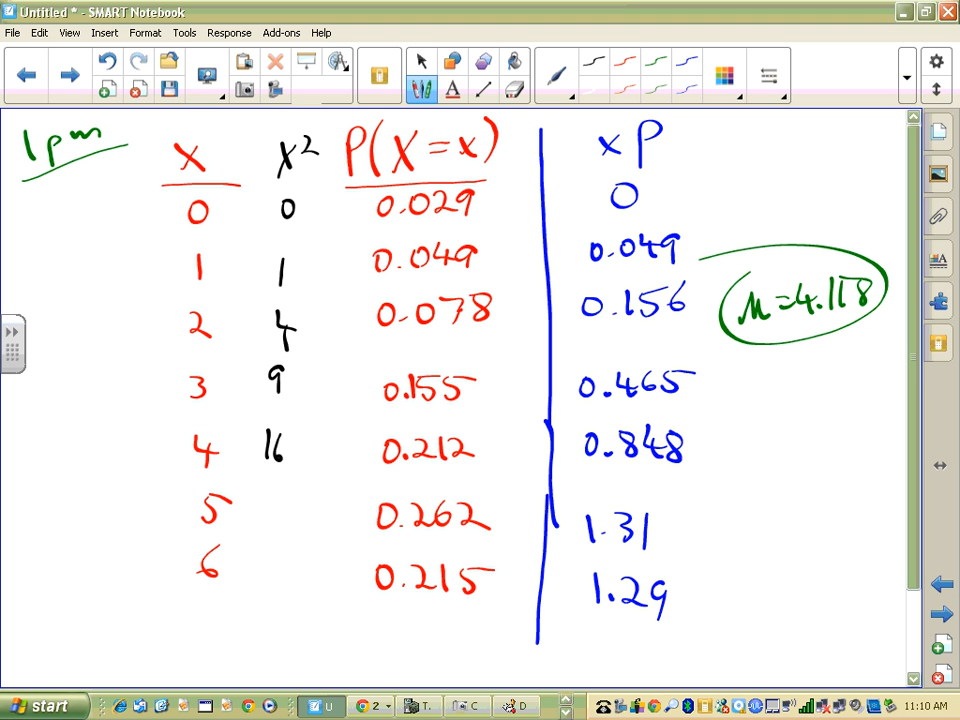 Untitled * - SMART Notebook
File Edit View Insert Format Tools Response Add-ons Help
1 pm
x x² P(X = x) xP
0 0 0.029 0
1 1 0.049 0.049
2 4 0.078 0.156
μ=4.118
3 9 0.155 0.465
4 16 0.212 0.848
5 0.262 1.31
6 0.215 1.29
start U 2 T. C D 11:10 AM